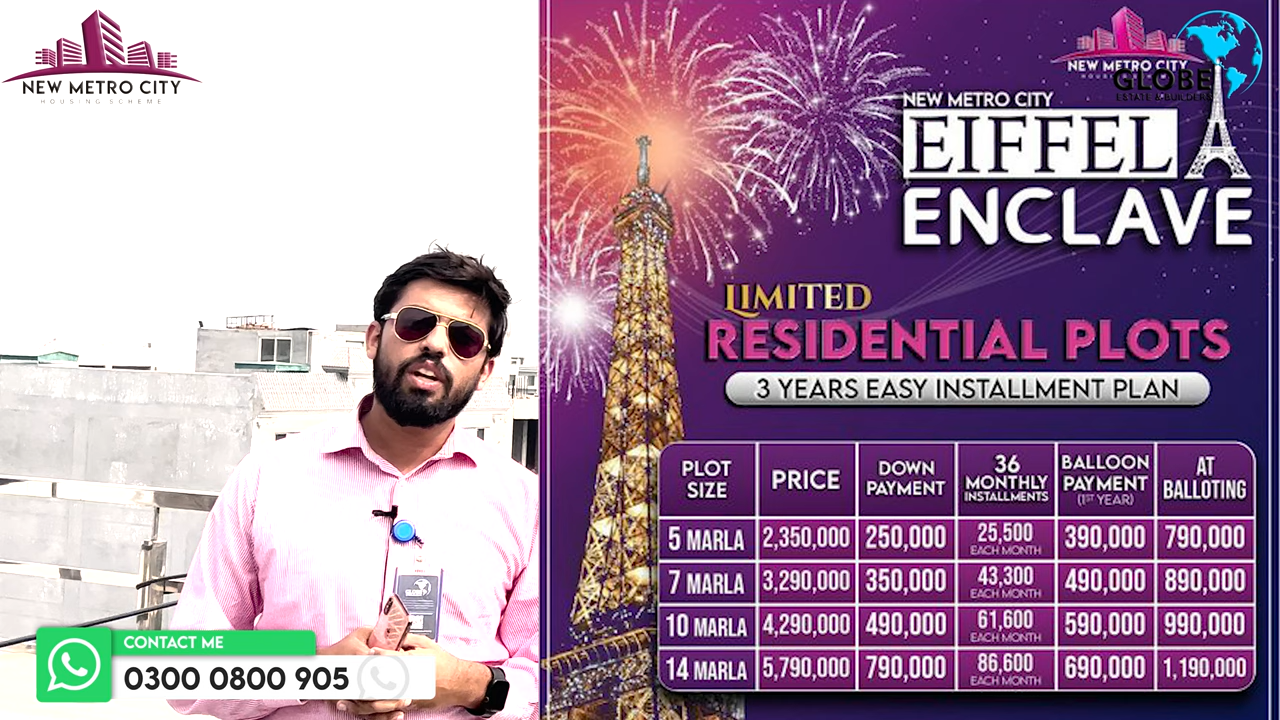 NEW METRO CITY
HOUSING SCHEME
NEW METRO CITY
GLOBE
ESTATE & BUILDERS
NEW METRO CITY
EIFFEL
ENCLAVE
LIMITED
RESIDENTIAL PLOTS
3 YEARS EASY INSTALLMENT PLAN
PLOT SIZE PRICE DOWN PAYMENT 36 MONTHLY INSTALLMENTS BALLOON PAYMENT (1ST YEAR) AT BALLOTING
5 MARLA 2,350,000 250,000 25,500 EACH MONTH 390,000 790,000
7 MARLA 3,290,000 350,000 43,300 EACH MONTH 490,000 890,000
10 MARLA 4,290,000 490,000 61,600 EACH MONTH 590,000 990,000
14 MARLA 5,790,000 790,000 86,600 EACH MONTH 690,000 1,190,000
GLOBE
CONTACT ME
0300 0800 905